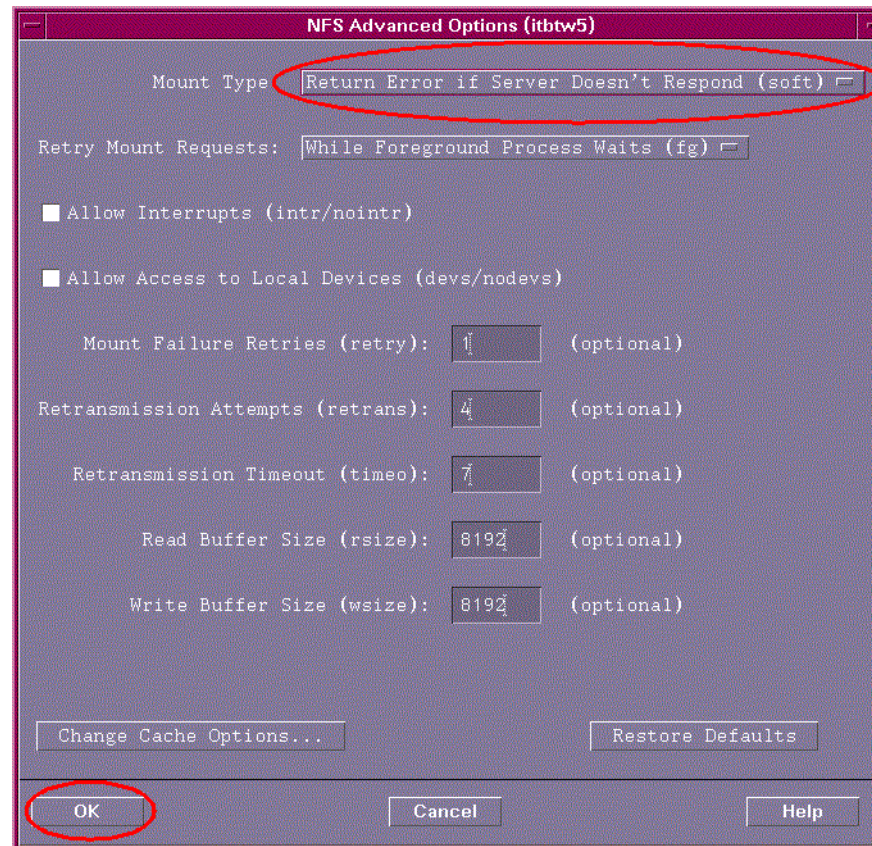 NFS Advanced Options (itbtw5)
Mount Type Return Error if Server Doesn't Respond (soft)
Retry Mount Requests: While Foreground Process Waits (fg)
Allow Interrupts (intr/nointr)
Allow Access to Local Devices (devs/nodevs)
Mount Failure Retries (retry): 1 (optional)
Retransmission Attempts (retrans): 4 (optional)
Retransmission Timeout (timeo): 7 (optional)
Read Buffer Size (rsize): 8192 (optional)
Write Buffer Size (wsize): 8192 (optional)
Change Cache Options... Restore Defaults
OK Cancel Help